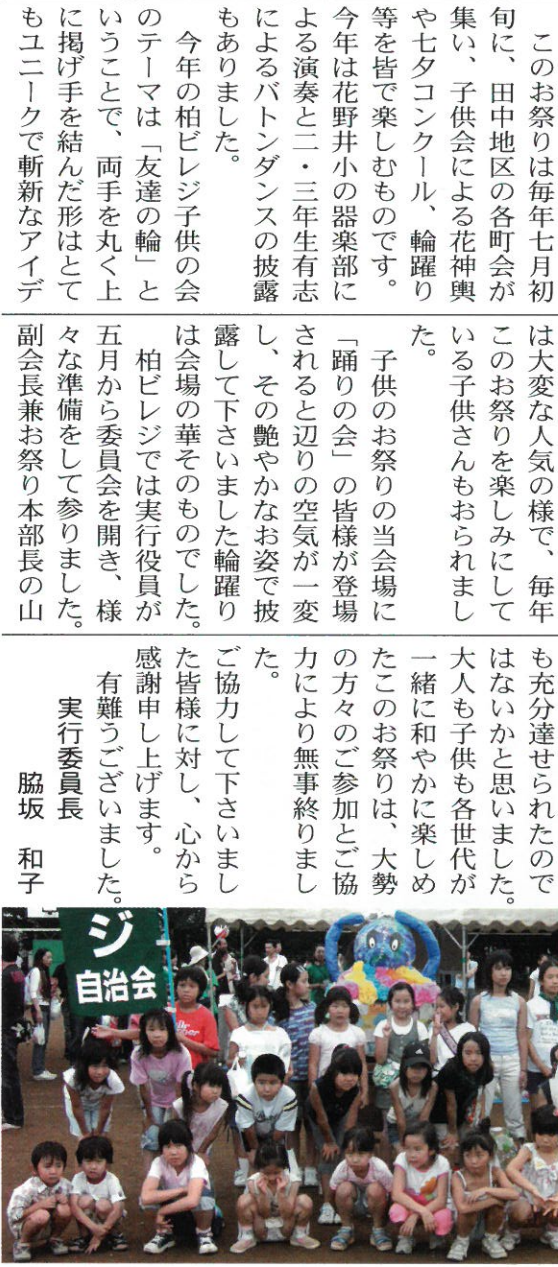 このお祭りは毎年七月初
旬に、田中地区の各町会が
集い、子供会による花神輿
や七夕コンクール、輪躍り
等を皆で楽しむものです。
今年は花野井小の器楽部に
よる演奏と二・三年生有志
によるバトンダンスの披露
もありました。
今年の柏ビレジ子供の会
のテーマは「友達の輪」と
いうことで、両手を丸く上
に掲げ手を結んだ形はとて
もユニークで斬新なアイデ
は大変な人気の様で、毎年
このお祭りを楽しみにして
いる子供さんもおられまし
た。
子供のお祭りの当会場に
「踊りの会」の皆様が登場
されると辺りの空気が一変
し、その艶やかなお姿で披
露して下さいました輪躍り
は会場の華そのものでした。
柏ビレジでは実行役員が
五月から委員会を開き、様
々な準備をして参りました。
副会長兼お祭り本部長の山
も充分達せられたので
はないかと思いました。
大人も子供も各世代が
一緒に和やかに楽しめ
たこのお祭りは、大勢
の方々のご参加とご協
力により無事終りまし
た。
ご協力して下さいまし
た皆様に対し、心から
感謝申し上げます。
有難うございました。
実行委員長
脇坂 和子
ジ
自治会